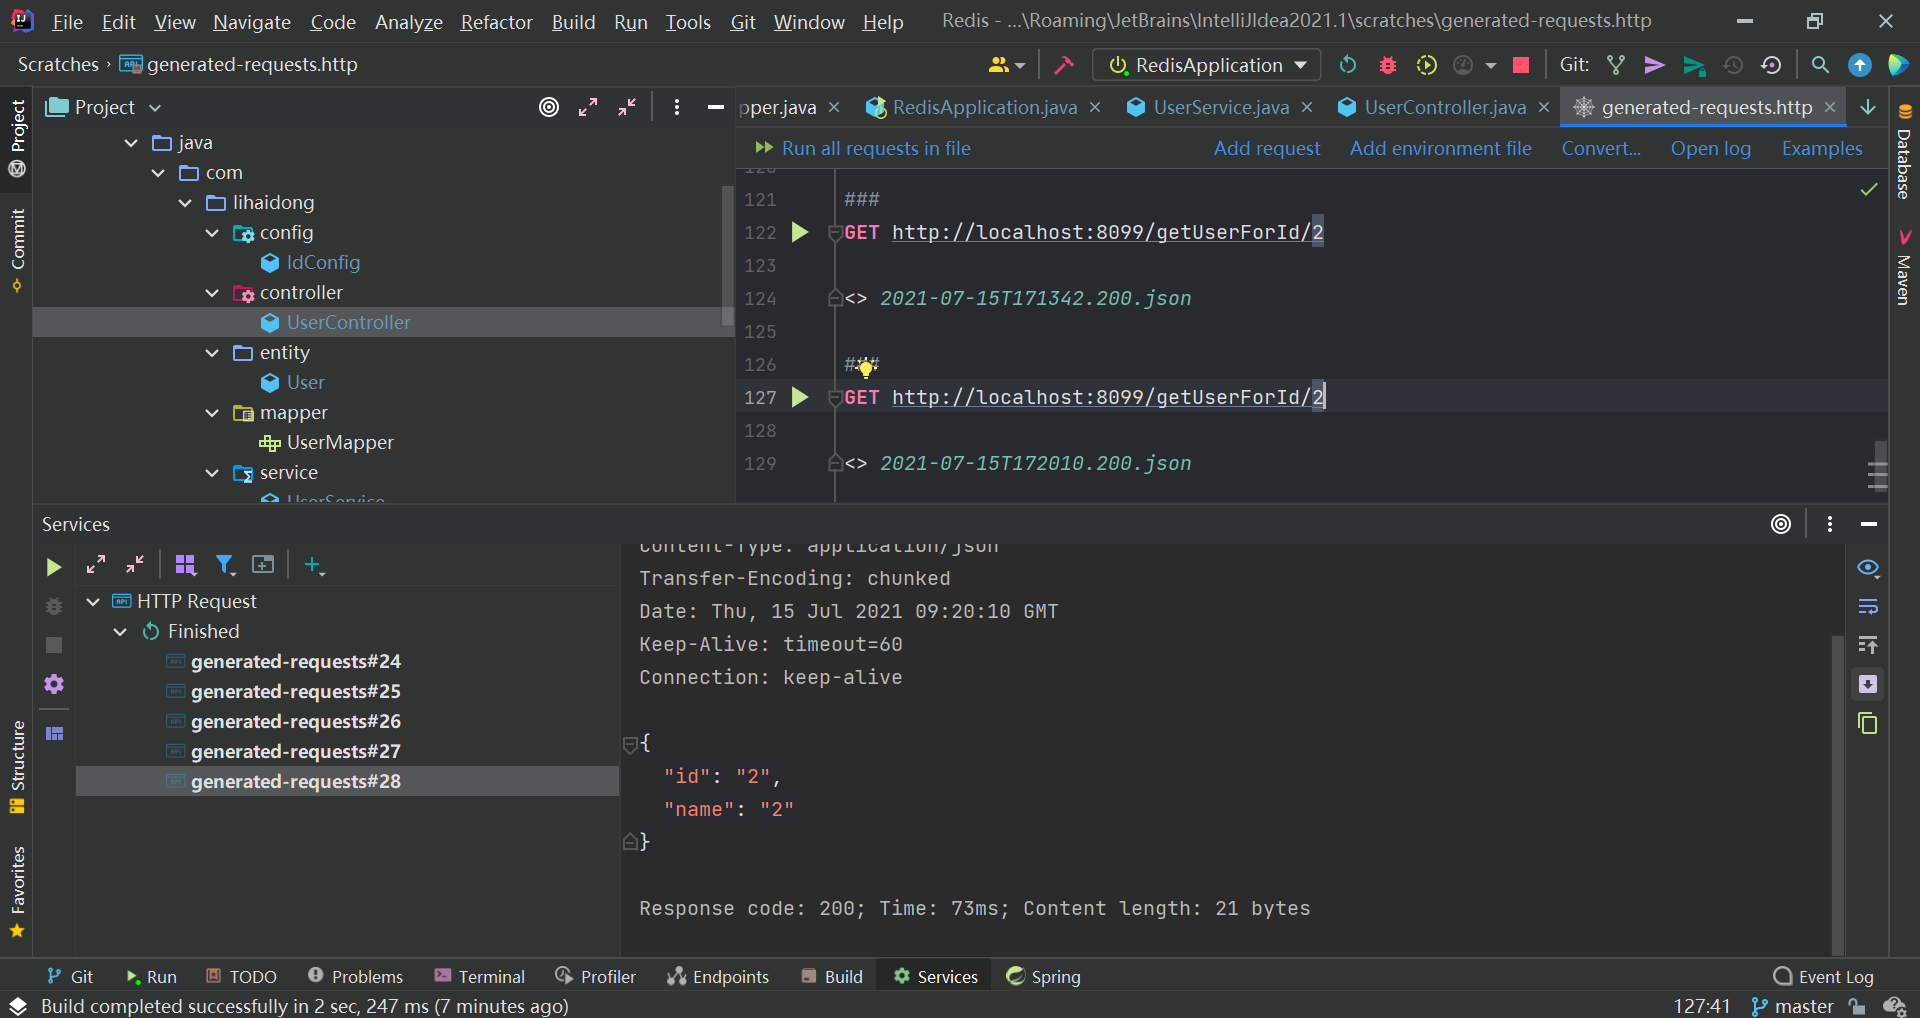 File Edit View Navigate Code Analyze Refactor Build Run Tools Git Window Help Redis - ...\Roaming\JetBrains\IntelliJIdea2021.1\scratches\generated-requests.http
Scratches › generated-requests.http RedisApplication Git:
Project
pper.java RedisApplication.java UserService.java UserController.java generated-requests.http
Run all requests in file Add request Add environment file Convert... Open log Examples
java
com
lihaidong
config
IdConfig
controller
UserController
entity
User
mapper
UserMapper
service
UserService
120
121 ###
122 GET http://localhost:8099/getUserForId/2
123
124 <> 2021-07-15T171342.200.json
125
126 ###
127 GET http://localhost:8099/getUserForId/2
128
129 <> 2021-07-15T172010.200.json
Project
Commit
Structure
Favorites
Database
Maven
Services
HTTP Request
Finished
generated-requests#24
generated-requests#25
generated-requests#26
generated-requests#27
generated-requests#28
Content-Type: application/json
Transfer-Encoding: chunked
Date: Thu, 15 Jul 2021 09:20:10 GMT
Keep-Alive: timeout=60
Connection: keep-alive
{
"id": "2",
"name": "2"
}
Response code: 200; Time: 73ms; Content length: 21 bytes
Git Run TODO Problems Terminal Profiler Endpoints Build Services Spring Event Log
Build completed successfully in 2 sec, 247 ms (7 minutes ago) 127:41 master